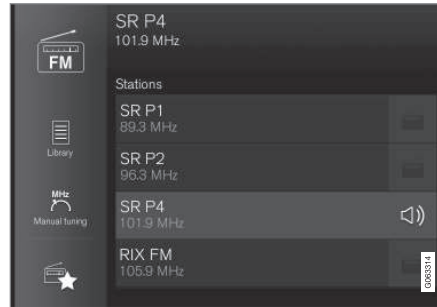 FM
SR P4
101.9 MHz
Stations
SR P1
89.3 MHz
SR P2
96.3 MHz
SR P4
101.9 MHz
RIX FM
105.9 MHz
Library
MHz
Manual tuning
G063314